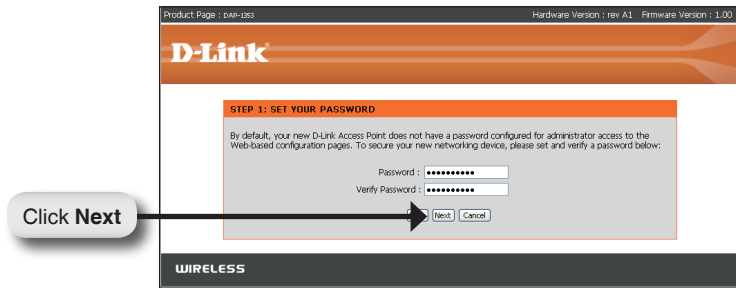 Product Page : DAP-1353 Hardware Version : rev A1 Firmware Version : 1.00
D-Link
STEP 1: SET YOUR PASSWORD
By default, your new D-Link Access Point does not have a password configured for administrator access to the
Web-based configuration pages. To secure your new networking device, please set and verify a password below:
Password : ••••••••••
Verify Password : ••••••••••
Next Cancel
Click Next
WIRELESS